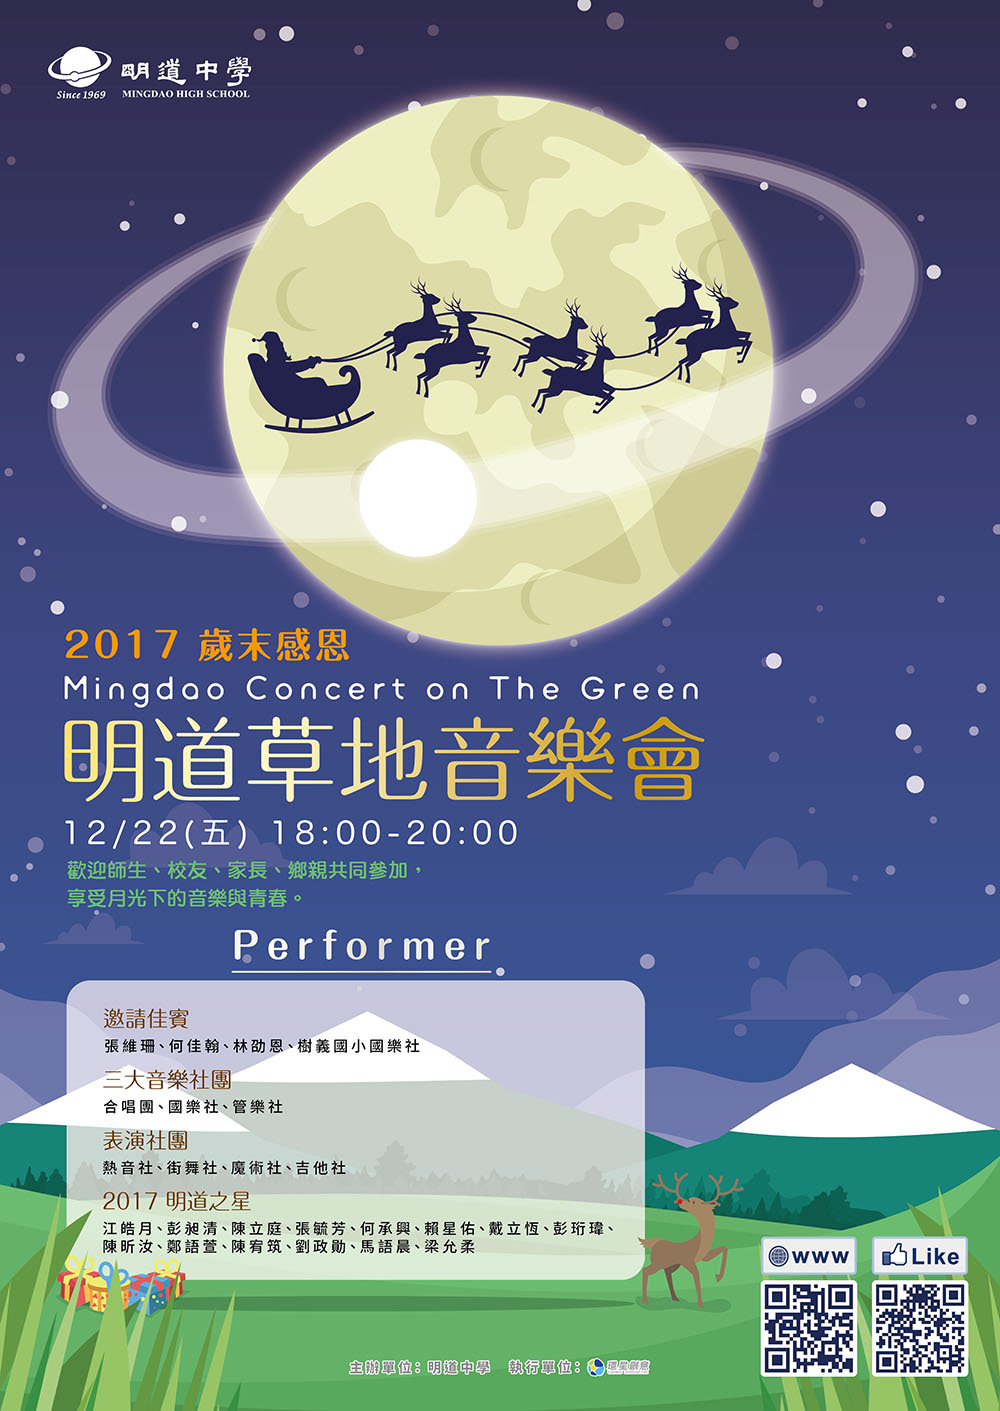 明道中學
Since 1969 MINGDAO HIGH SCHOOL
2017 歲末感恩
Mingdao Concert on The Green
明道草地音樂會
12/22(五) 18:00-20:00
歡迎師生、校友、家長、鄉親共同參加，
享受月光下的音樂與青春。
Performer
邀請佳賓
張維珊、何佳翰、林劭恩、樹義國小國樂社
三大音樂社團
合唱團、國樂社、管樂社
表演社團
熱音社、街舞社、魔術社、吉他社
2017 明道之星
江皓月、彭昶清、陳立庭、張毓芳、何承興、賴星佑、戴立恆、彭珩瑋、
陳昕汝、鄭語萱、陳宥筑、劉政勛、馬語晨、梁允柔
www
Like
主辦單位：明道中學 執行單位：環星創意